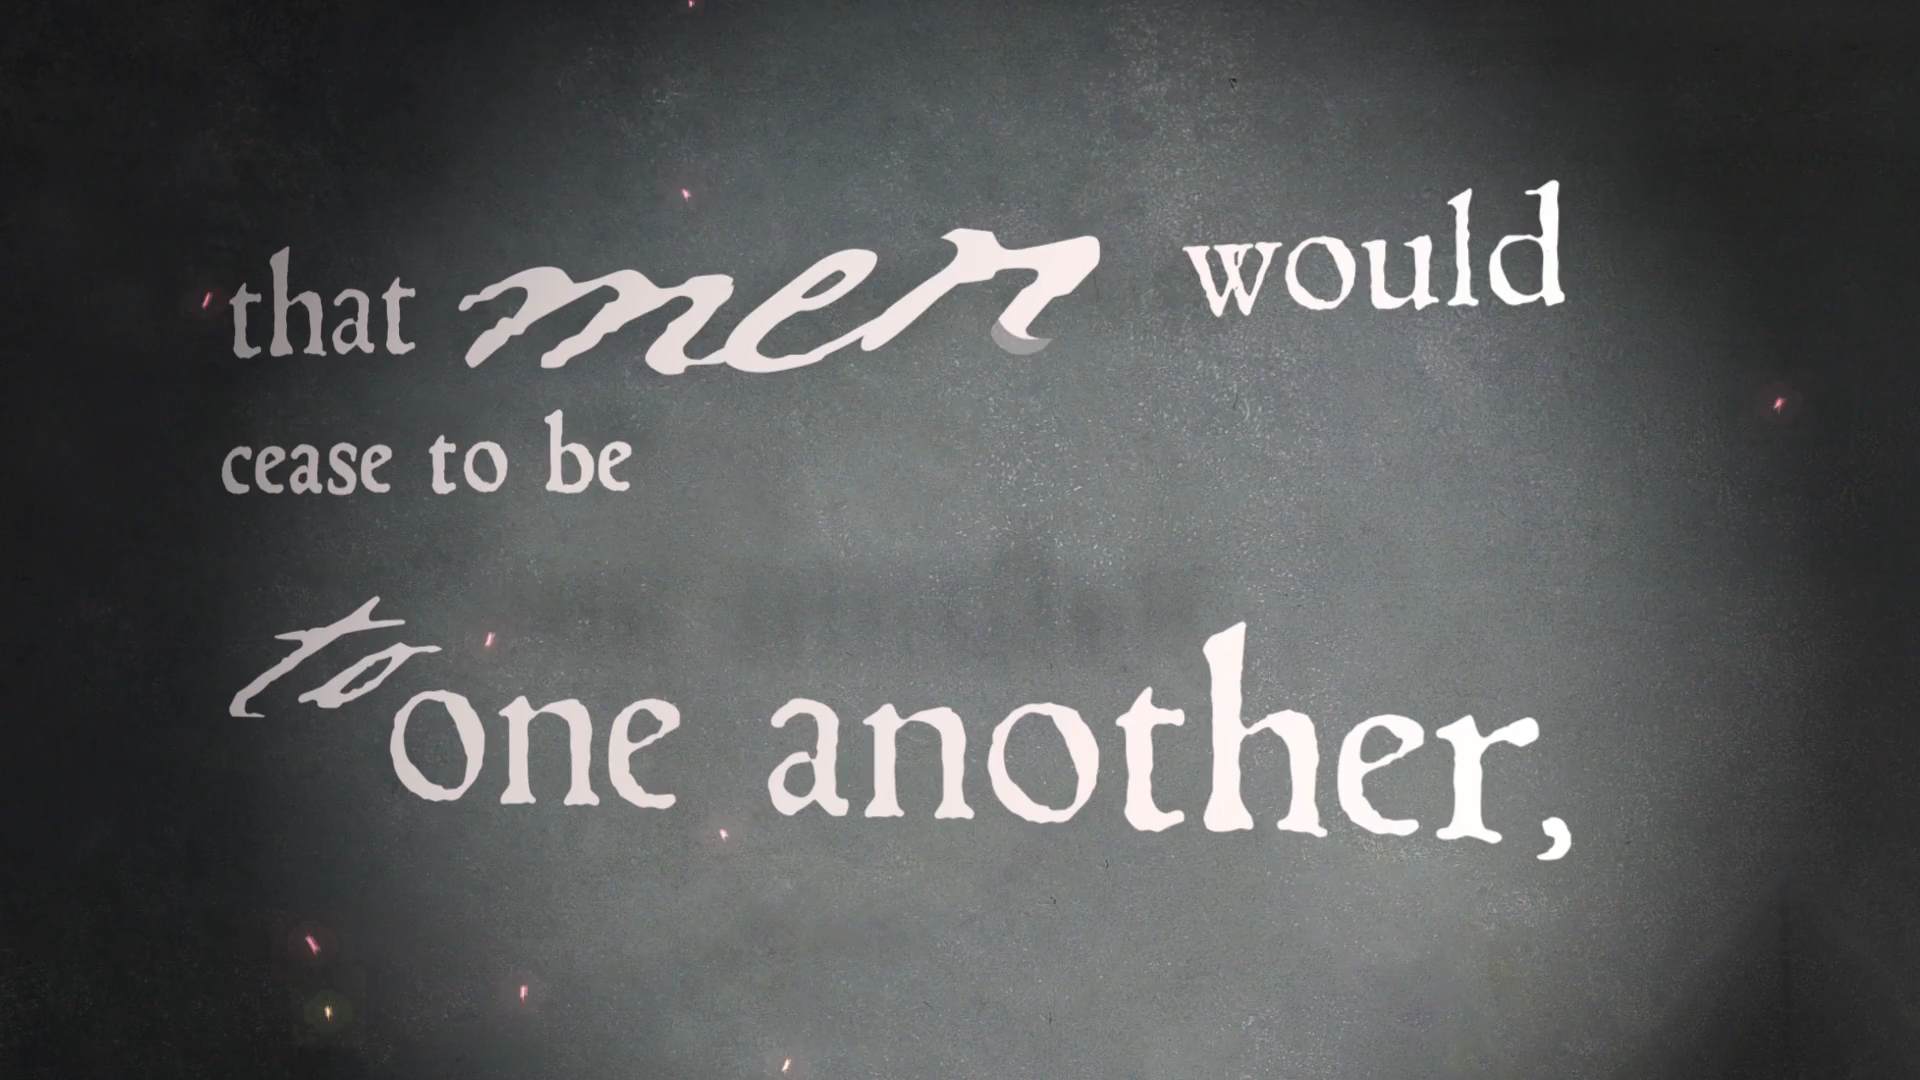 that men would
cease to be
to one another,